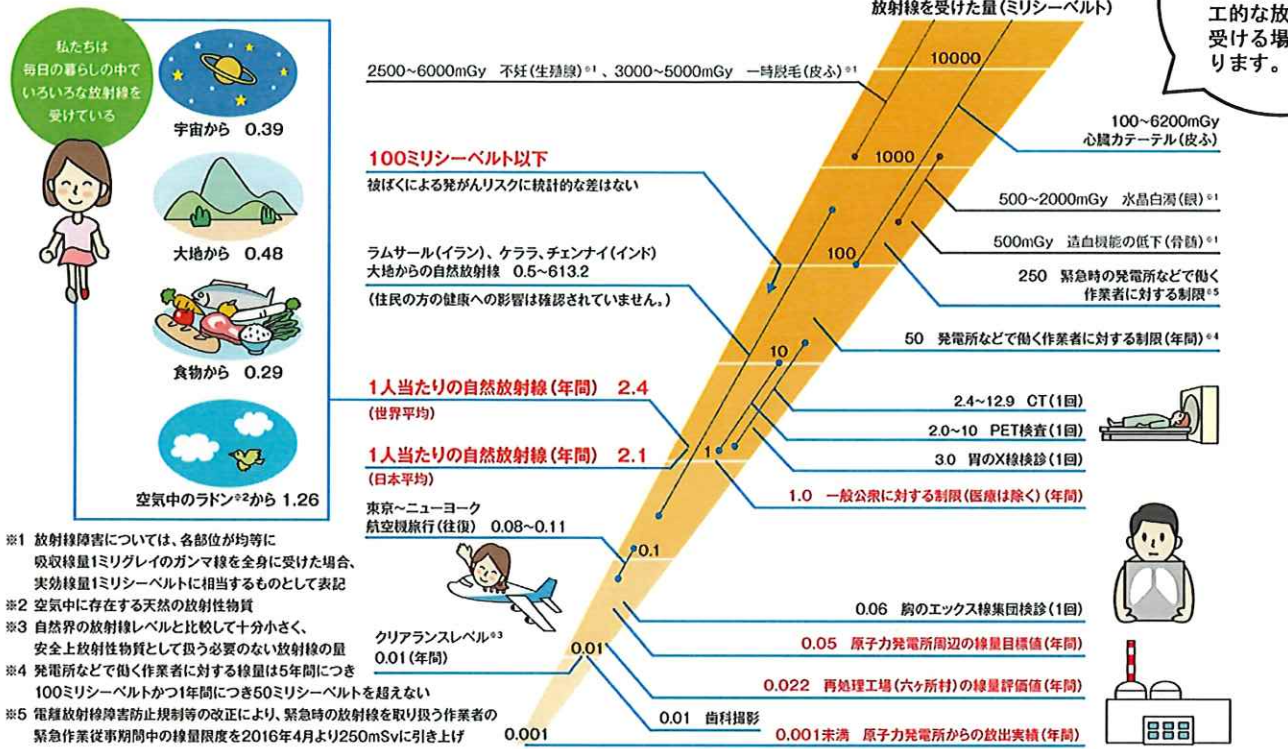 放射線を受けた量（ミリシーベルト）
工的な放
受ける場
ります。
私たちは
毎日の暮らしの中で
いろいろな放射線を
受けている
宇宙から 0.39
大地から 0.48
食物から 0.29
空気中のラドン※2から 1.26
2500~6000mGy 不妊（生殖腺）※1、3000~5000mGy 一時脱毛（皮ふ）※1
100ミリシーベルト以下
被ばくによる発がんリスクに統計的な差はない
ラムサール（イラン）、ケララ、チェンナイ（インド）
大地からの自然放射線 0.5~613.2
（住民の方の健康への影響は確認されていません。）
1人当たりの自然放射線（年間） 2.4
（世界平均）
1人当たりの自然放射線（年間） 2.1
（日本平均）
東京~ニューヨーク
航空機旅行（往復） 0.08~0.11
クリアランスレベル※3
0.01（年間）
10000
1000
100
10
1
0.1
0.01
0.001
100~6200mGy
心臓カテーテル（皮ふ）
500~2000mGy 水晶白濁（眼）※1
500mGy 造血機能の低下（骨髄）※1
250 緊急時の発電所などで働く
作業者に対する制限※5
50 発電所などで働く作業者に対する制限（年間）※4
2.4~12.9 CT（1回）
2.0~10 PET検査（1回）
3.0 胃のX線検診（1回）
1.0 一般公衆に対する制限（医療は除く）（年間）
0.06 胸のエックス線集団検診（1回）
0.05 原子力発電所周辺の線量目標値（年間）
0.022 再処理工場（六ヶ所村）の線量評価値（年間）
0.01 歯科撮影
0.001未満 原子力発電所からの放出実績（年間）
※1 放射線障害については、各部位が均等に
吸収線量1ミリグレイのガンマ線を全身に受けた場合、
実効線量1ミリシーベルトに相当するものとして表記
※2 空気中に存在する天然の放射性物質
※3 自然界の放射線レベルと比較して十分小さく、
安全上放射性物質として扱う必要のない放射線の量
※4 発電所などで働く作業者に対する線量は5年間につき
100ミリシーベルトかつ1年間につき50ミリシーベルトを超えない
※5 電離放射線障害防止規則等の改正により、緊急時の放射線を取り扱う作業者の
緊急作業従事期間中の線量限度を2016年4月より250mSvに引き上げ